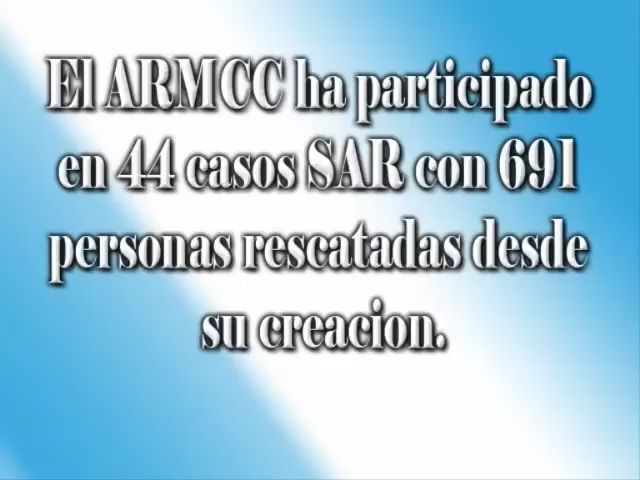 El ARMCC ha participado
en 44 casos SAR con 691
personas rescatadas desde
su creacion.